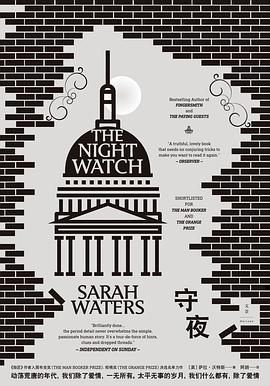 Bestselling Author of
FINGERSMITH
and
THE PAYING GUESTS
THE
NIGHT
WATCH
"A truthful, lovely book
that needs no conjuring tricks to
make you want to read it again."
– OBSERVER –
SHORTLISTED
FOR
THE MAN BOOKER
AND
THE ORANGE
PRIZE
SARAH
WATERS
守
夜
"Brilliantly done...
the period detail never overwhelms the simple,
passionate human story. It's a tour-de-force of hints,
clues and dropped threads."
– INDEPENDENT ON SUNDAY –
动荡荒唐的年代,我们除了爱情,一无所有。太平无事的岁月,我们什么都有,除了爱情